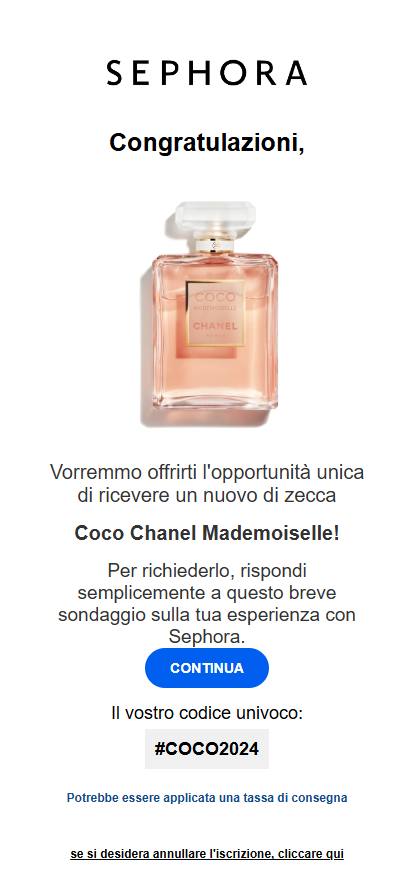 SEPHORA
Congratulazioni,
COCO
MADEMOISELLE
CHANEL
Vorremmo offrirti l'opportunità unica
di ricevere un nuovo di zecca
Coco Chanel Mademoiselle!
Per richiederlo, rispondi
semplicemente a questo breve
sondaggio sulla tua esperienza con
Sephora.
CONTINUA
Il vostro codice univoco:
#COCO2024
Potrebbe essere applicata una tassa di consegna
se si desidera annullare l'iscrizione, cliccare qui